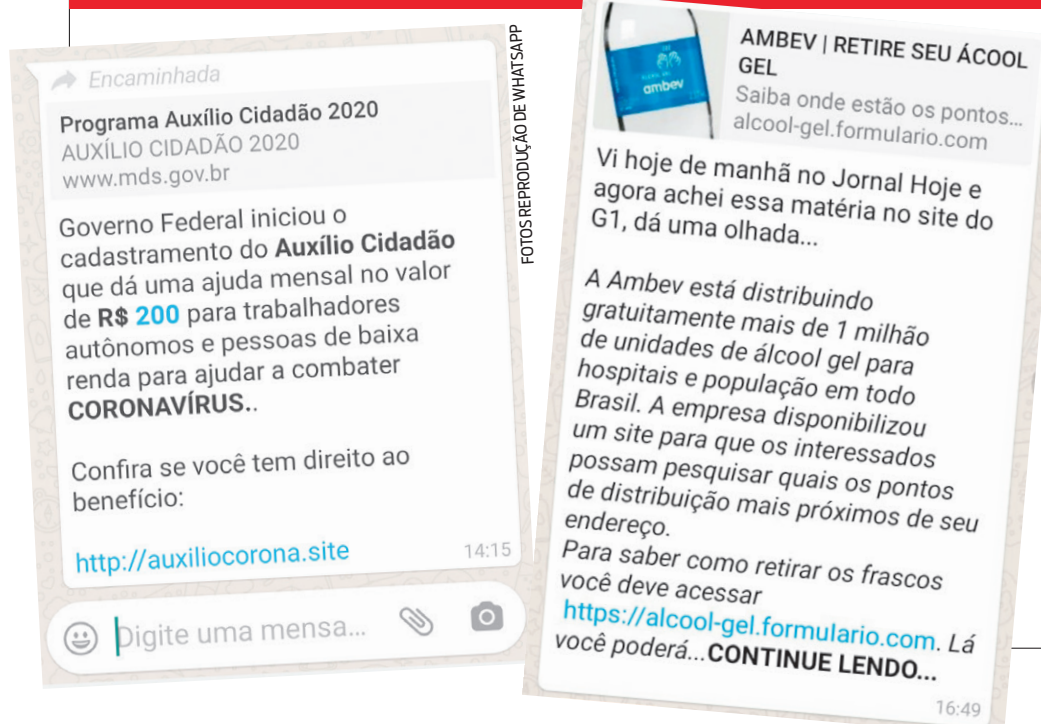 Encaminhada
Programa Auxílio Cidadão 2020
AUXÍLIO CIDADÃO 2020
www.mds.gov.br
Governo Federal iniciou o
cadastramento do Auxílio Cidadão
que dá uma ajuda mensal no valor
de R$ 200 para trabalhadores
autônomos e pessoas de baixa
renda para ajudar a combater
CORONAVÍRUS..
Confira se você tem direito ao
benefício:
http://auxiliocorona.site
14:15
Digite uma mensa...
FOTOS REPRODUÇÃO DE WHATSAPP
ambev
AMBEV | RETIRE SEU ÁCOOL
GEL
Saiba onde estão os pontos...
alcool-gel.formulario.com
Vi hoje de manhã no Jornal Hoje e
agora achei essa matéria no site do
G1, dá uma olhada...
A Ambev está distribuindo
gratuitamente mais de 1 milhão
de unidades de álcool gel para
hospitais e população em todo
Brasil. A empresa disponibilizou
um site para que os interessados
possam pesquisar quais os pontos
de distribuição mais próximos de seu
endereço.
Para saber como retirar os frascos
você deve acessar
https://alcool-gel.formulario.com. Lá
você poderá...CONTINUE LENDO...
16:49